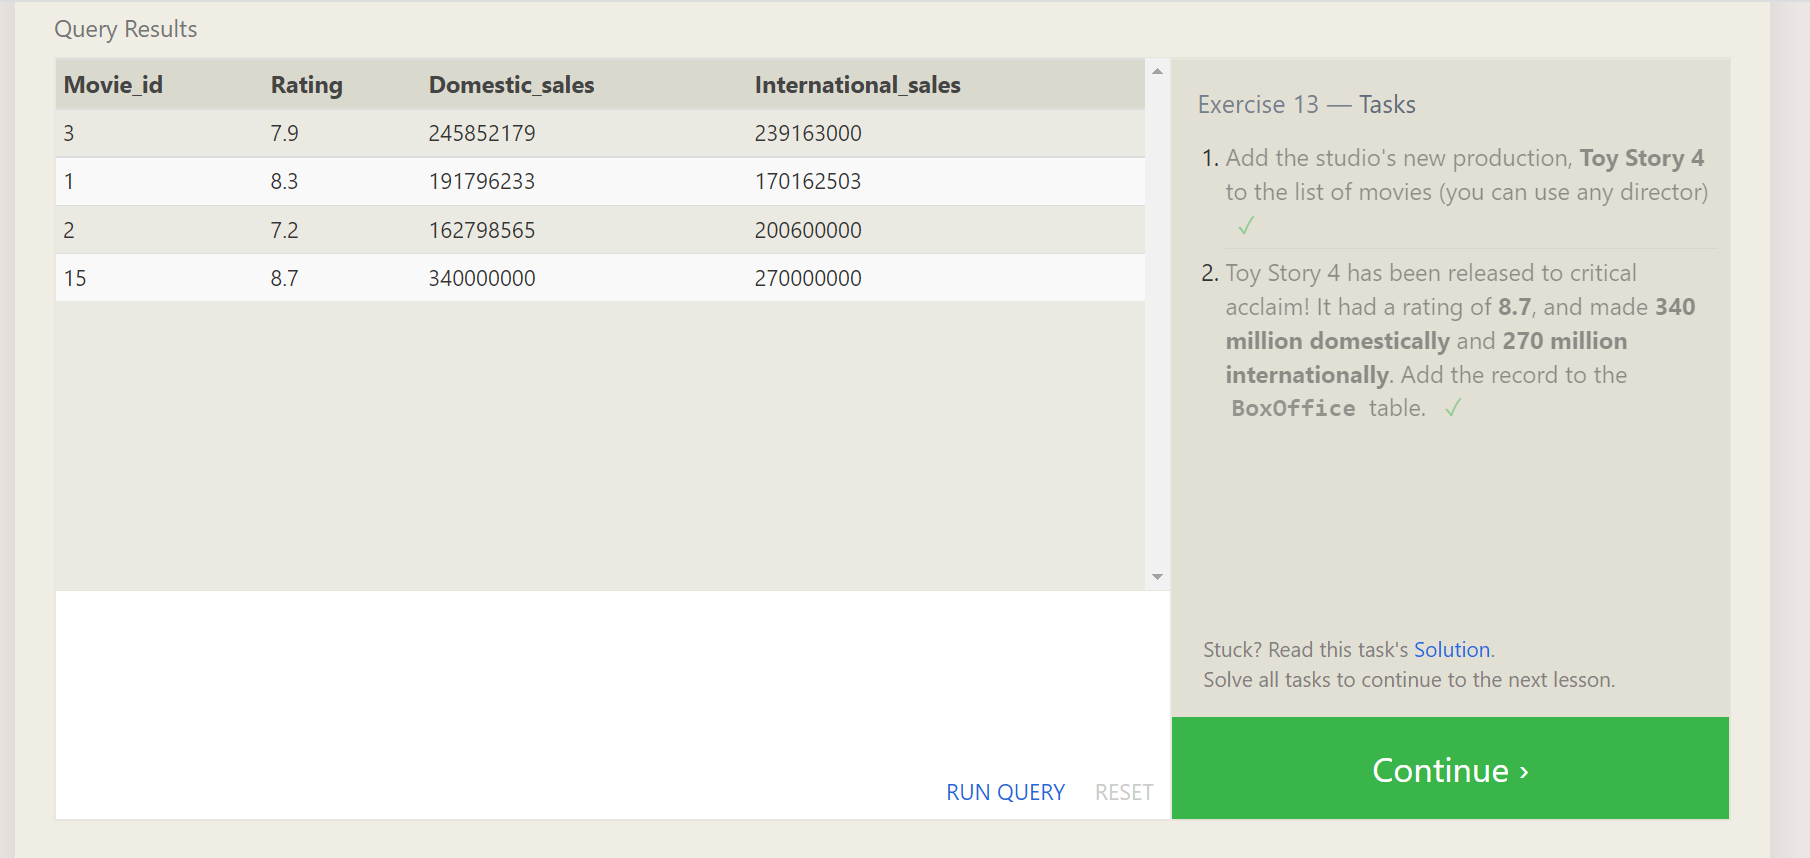 Query Results
Movie_id Rating Domestic_sales International_sales
3 7.9 245852179 239163000
1 8.3 191796233 170162503
2 7.2 162798565 200600000
15 8.7 340000000 270000000
RUN QUERY RESET
Exercise 13 — Tasks
1. Add the studio's new production, Toy Story 4
to the list of movies (you can use any director)
✓
2. Toy Story 4 has been released to critical
acclaim! It had a rating of 8.7, and made 340
million domestically and 270 million
internationally. Add the record to the
BoxOffice table. ✓
Stuck? Read this task's Solution.
Solve all tasks to continue to the next lesson.
Continue ›